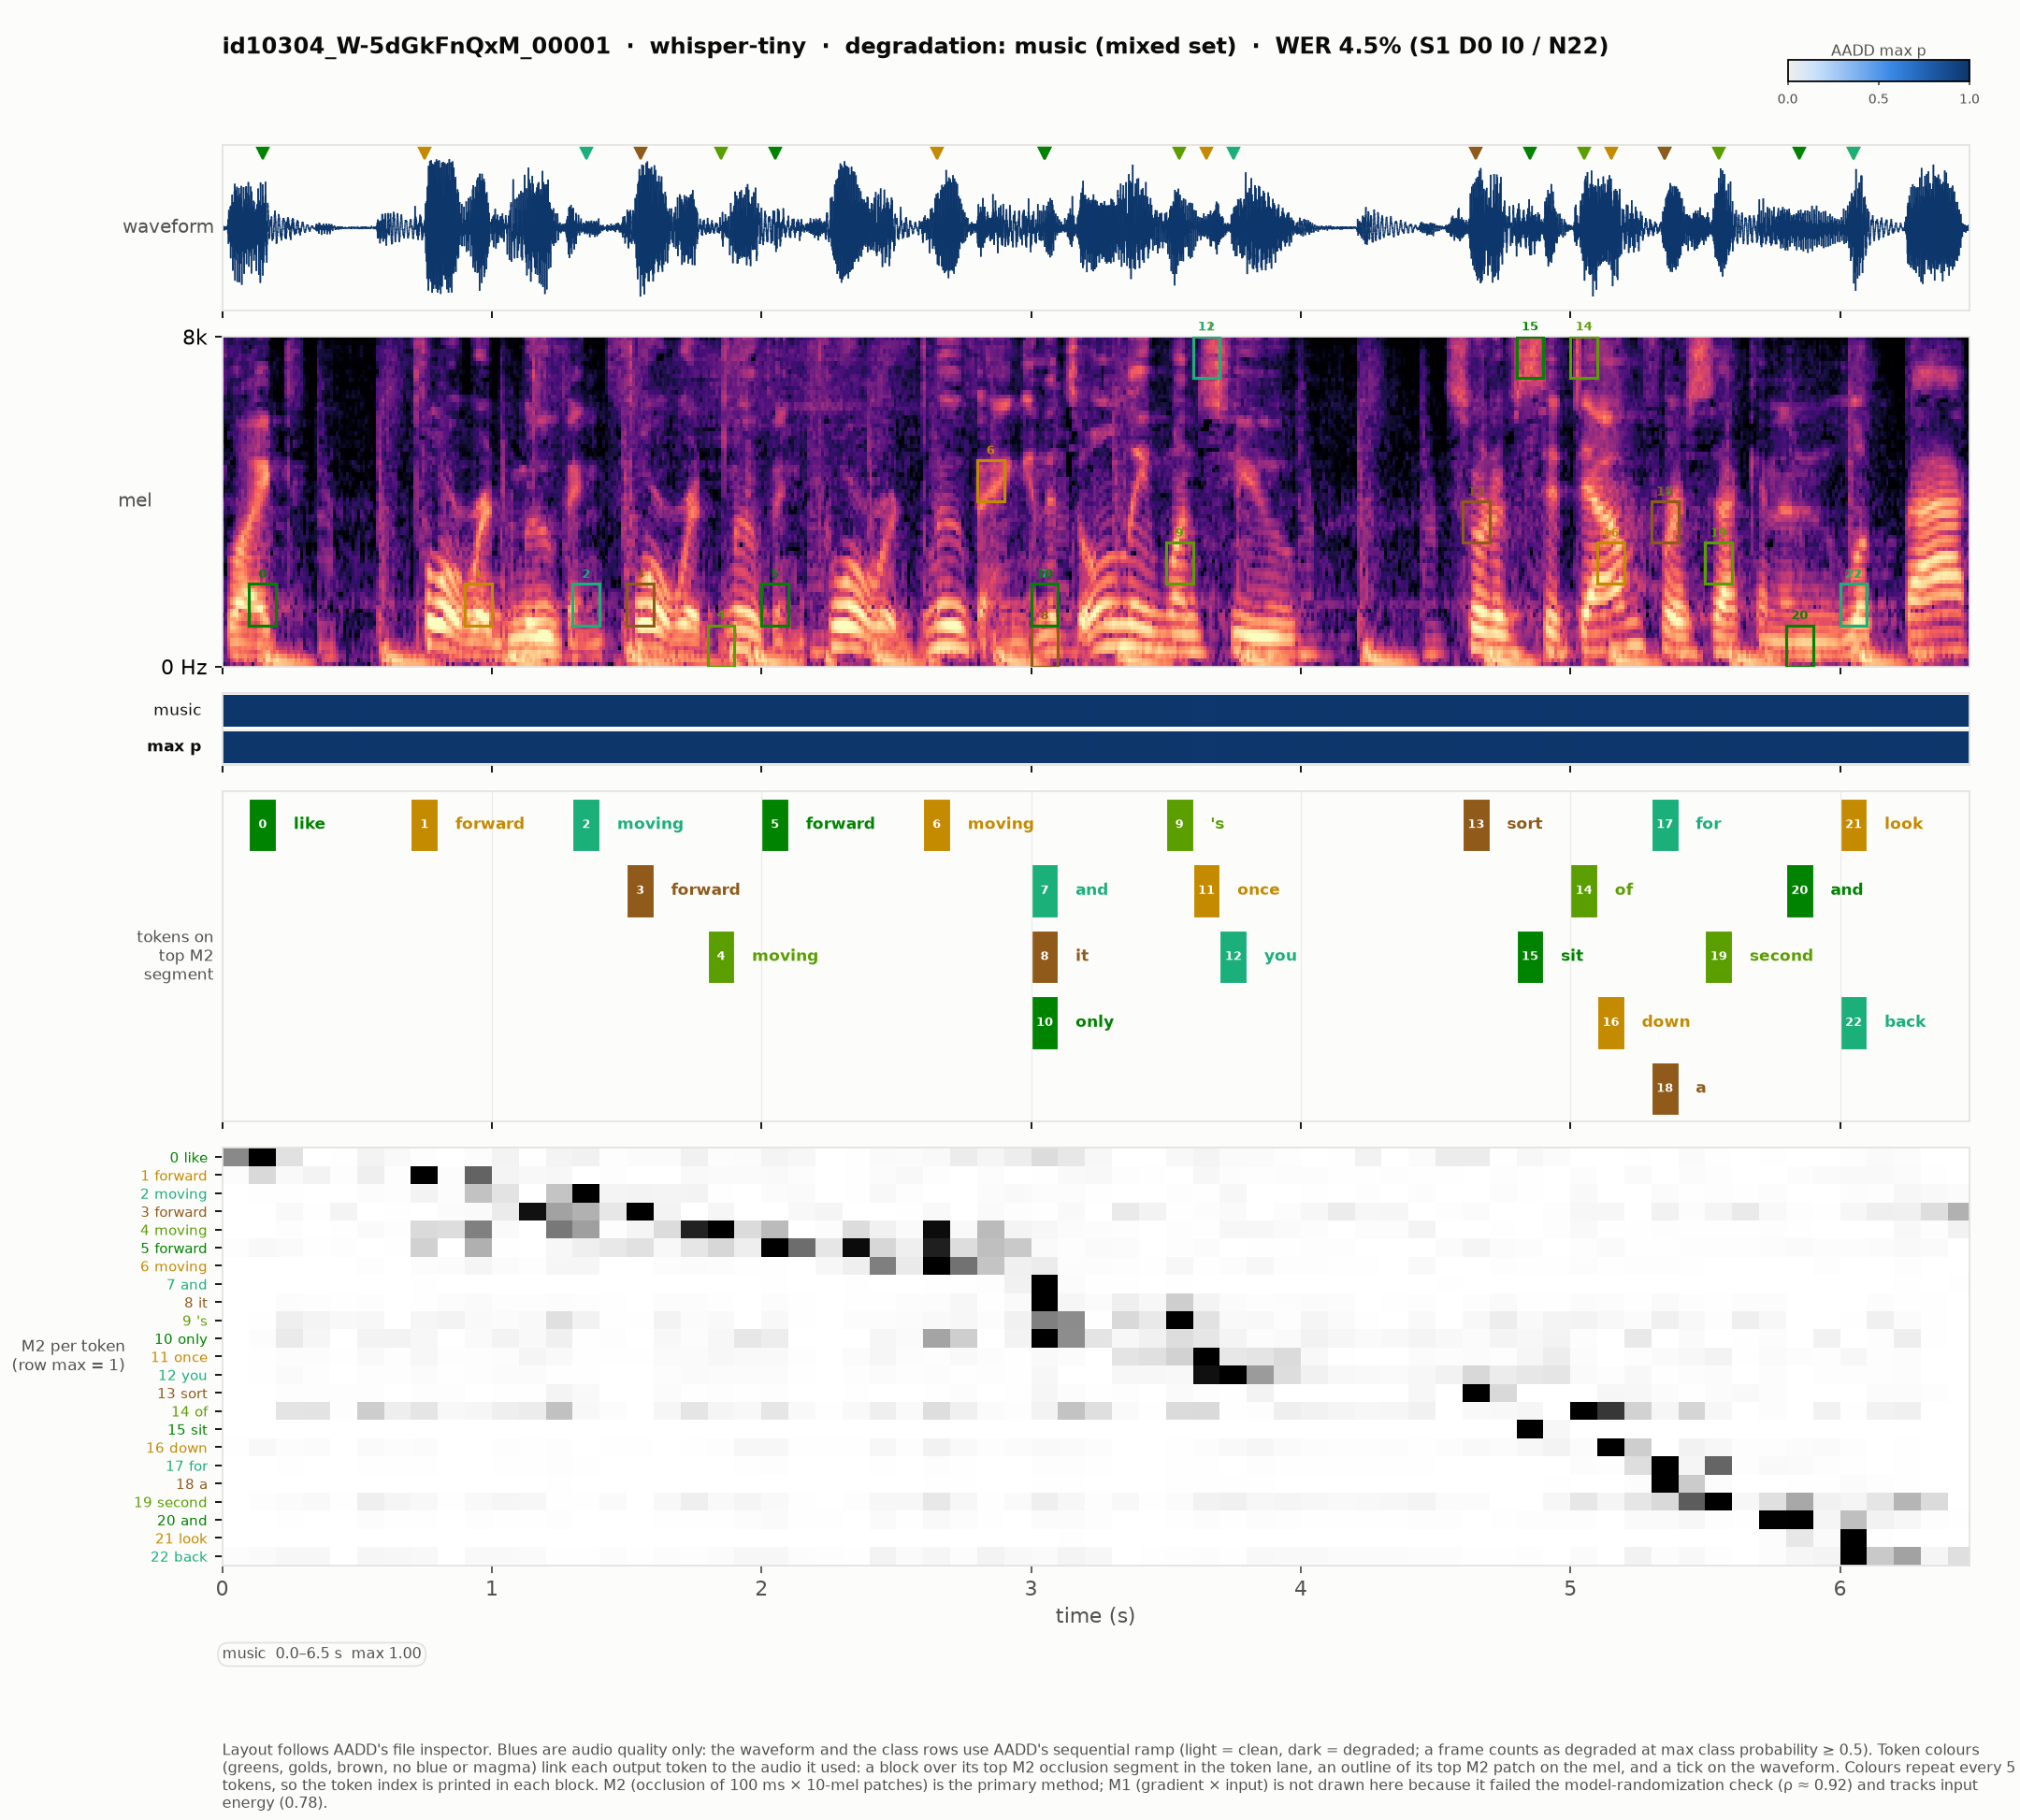 id10304_W-5dGkFnQxM_00001 · whisper-tiny · degradation: music (mixed set) · WER 4.5% (S1 D0 I0 / N22)
AADD max p
0.0 0.5 1.0
waveform
8k
mel
0 Hz
12 15 14
6
9
2
22
8
20
music
max p
0 like 1 forward 2 moving 5 forward 6 moving 9 's 13 sort 17 for 21 look
3 forward 7 and 11 once 14 of 20 and
tokens on
top M2
segment
4 moving 8 it 12 you 15 sit 19 second
10 only 16 down 22 back
18 a
M2 per token
(row max = 1)
0 like
1 forward
2 moving
3 forward
4 moving
5 forward
6 moving
7 and
8 it
9 's
10 only
11 once
12 you
13 sort
14 of
15 sit
16 down
17 for
18 a
19 second
20 and
21 look
22 back
0 1 2 3 4 5 6
time (s)
music 0.0–6.5 s max 1.00
Layout follows AADD's file inspector. Blues are audio quality only: the waveform and the class rows use AADD's sequential ramp (light = clean, dark = degraded; a frame counts as degraded at max class probability ≥ 0.5). Token colours
(greens, golds, brown, no blue or magma) link each output token to the audio it used: a block over its top M2 occlusion segment in the token lane, an outline of its top M2 patch on the mel, and a tick on the waveform. Colours repeat every 5
tokens, so the token index is printed in each block. M2 (occlusion of 100 ms × 10-mel patches) is the primary method; M1 (gradient × input) is not drawn here because it failed the model-randomization check (ρ ≈ 0.92) and tracks input
energy (0.78).